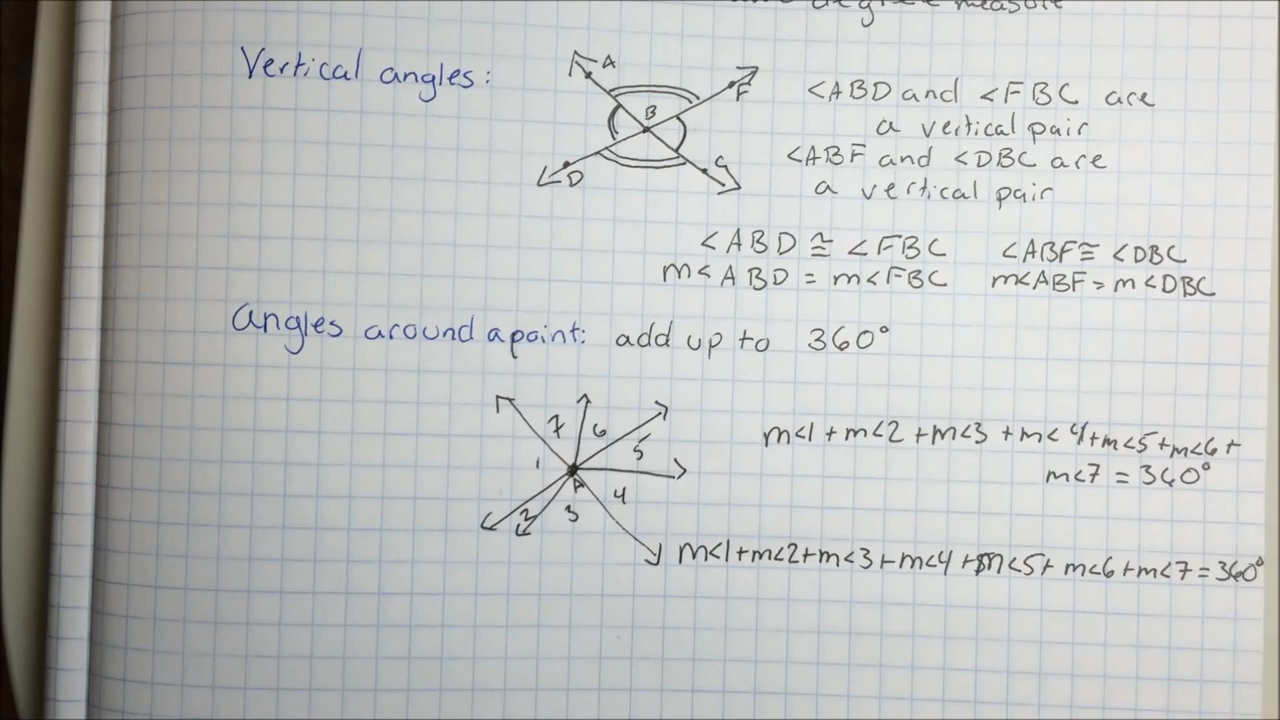 degree measure
Vertical angles:
A
F
B
D
C
<ABD and <FBC are
a vertical pair
<ABF and <DBC are
a vertical pair
<ABD ≅ <FBC <ABF ≅ <DBC
m<ABD = m<FBC m<ABF = m<DBC
angles around a point: add up to 360°
7 6
1 5
A 4
2 3
m<1 + m<2 + m<3 + m<4 + m<5 + m<6 +
m<7 = 360°
m<1 + m<2 + m<3 + m<4 + m<5 + m<6 + m<7 = 360°